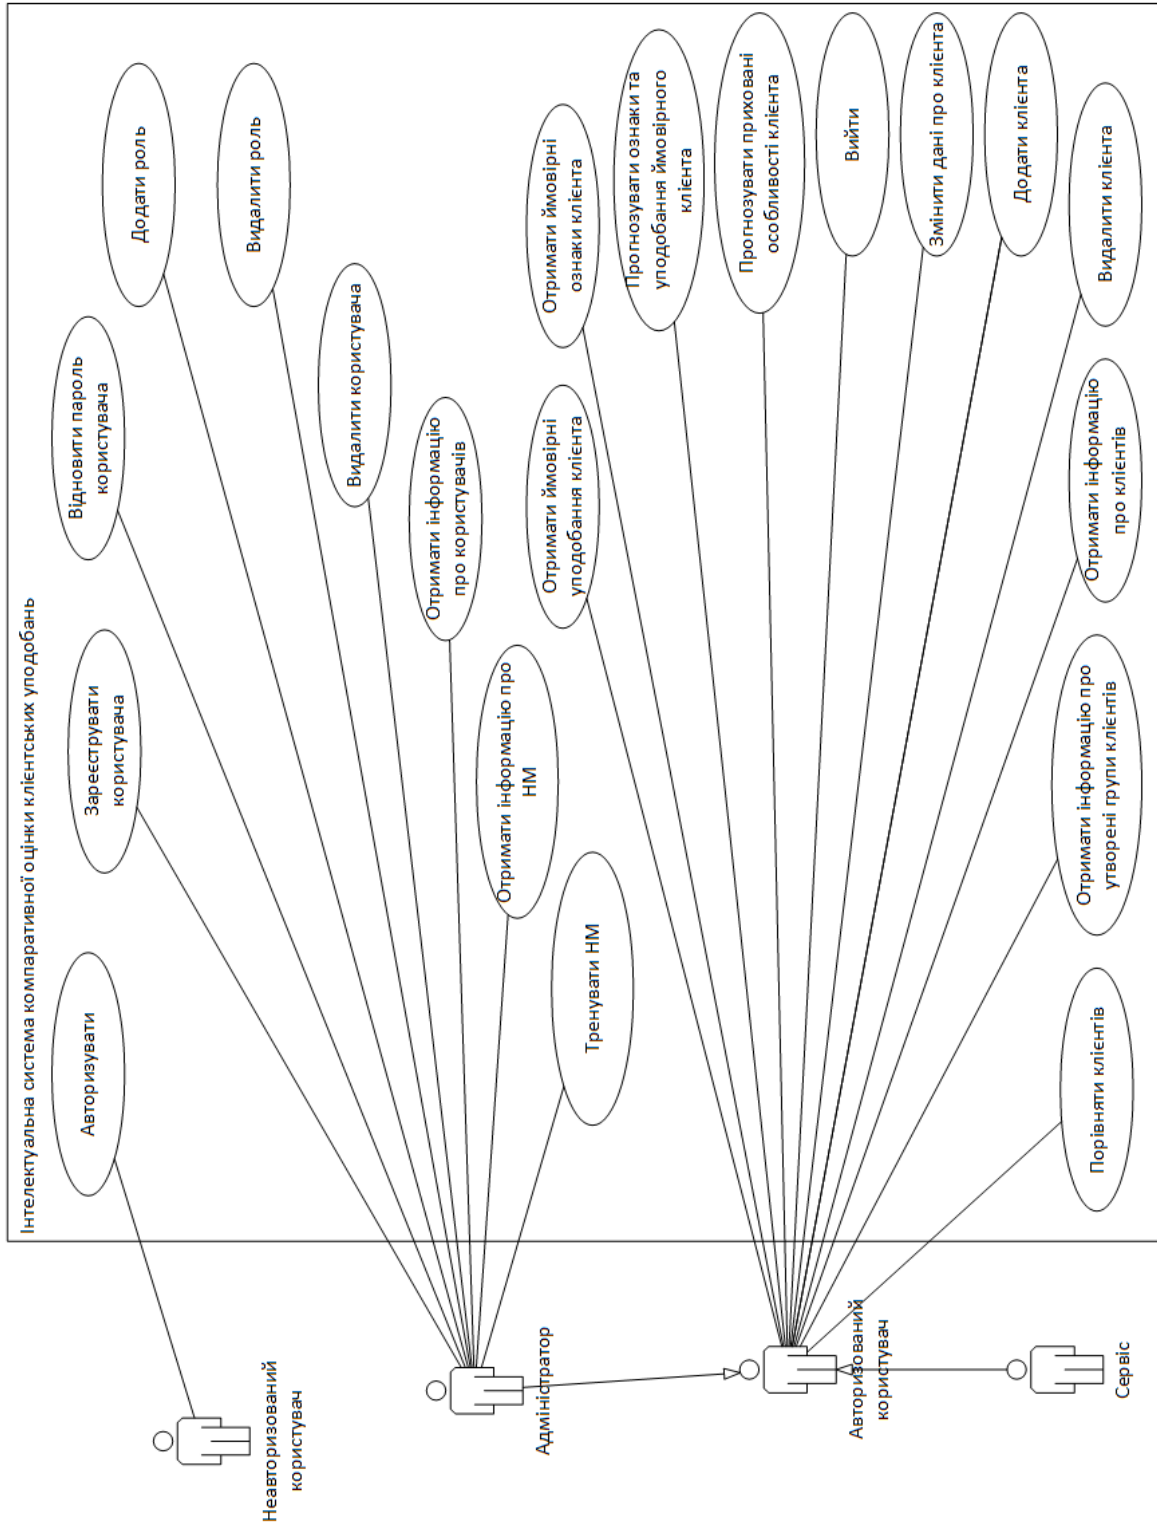 Інтелектуальна система компаративної оцінки клієнтських уподобань
Неавторизований
користувач
Авторизувати
Зареєструвати
користувача
Відновити пароль
користувача
Додати роль
Видалити роль
Видалити користувача
Отримати інформацію
про користувачів
Отримати інформацію про
НМ
Тренувати НМ
Адміністратор
Отримати ймовірні
уподобання клієнта
Отримати ймовірні
ознаки клієнта
Прогнозувати ознаки та
уподобання ймовірного
клієнта
Прогнозувати приховані
особливості клієнта
Вийти
Змінити дані про клієнта
Додати клієнта
Видалити клієнта
Отримати інформацію
про клієнтів
Отримати інформацію про
утворені групи клієнтів
Порівняти клієнтів
Авторизований
користувач
Сервіс